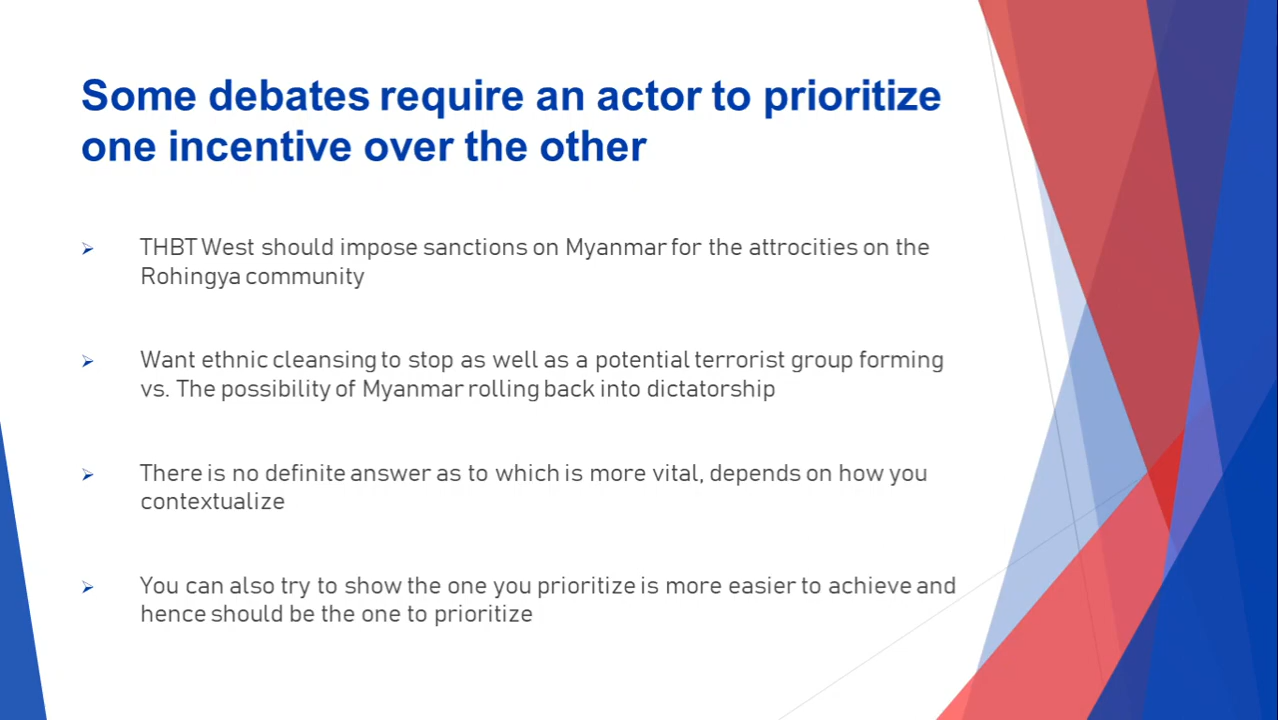 Some debates require an actor to prioritize
one incentive over the other
THBT West should impose sanctions on Myanmar for the attrocities on the
Rohingya community
Want ethnic cleansing to stop as well as a potential terrorist group forming
vs. The possibility of Myanmar rolling back into dictatorship
There is no definite answer as to which is more vital, depends on how you
contextualize
You can also try to show the one you prioritize is more easier to achieve and
hence should be the one to prioritize